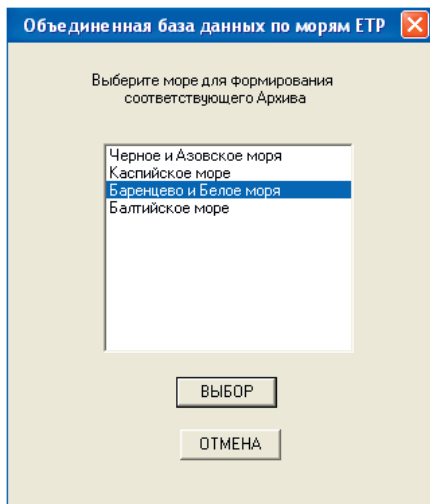 Объединенная база данных по морям ЕТР
Выберите море для формирования
соответствующего Архива
Черное и Азовское моря
Каспийское море
Баренцево и Белое моря
Балтийское море
ВЫБОР
ОТМЕНА